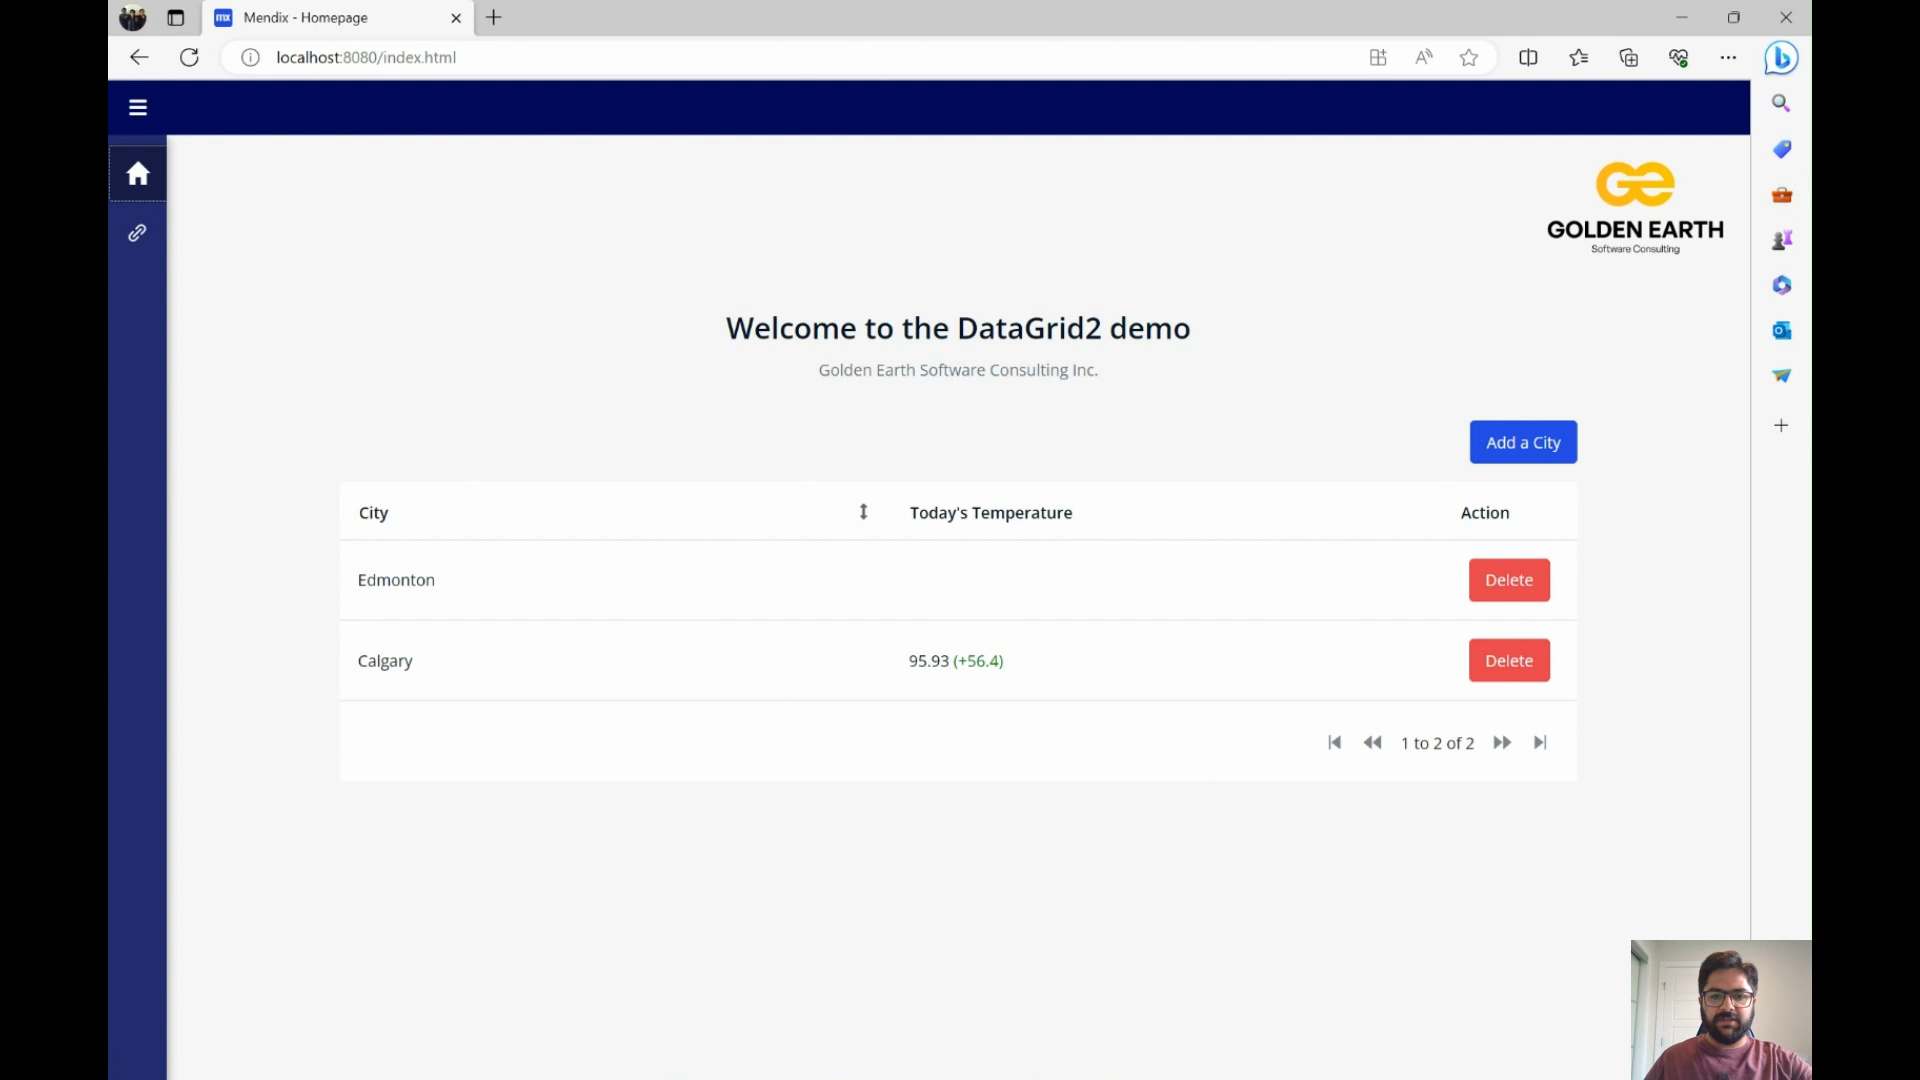 mx Mendix - Homepage
localhost:8080/index.html
GOLDEN EARTH
Software Consulting
Welcome to the DataGrid2 demo
Golden Earth Software Consulting Inc.
Add a City
City Today's Temperature Action
Edmonton Delete
Calgary 95.93 (+56.4) Delete
1 to 2 of 2